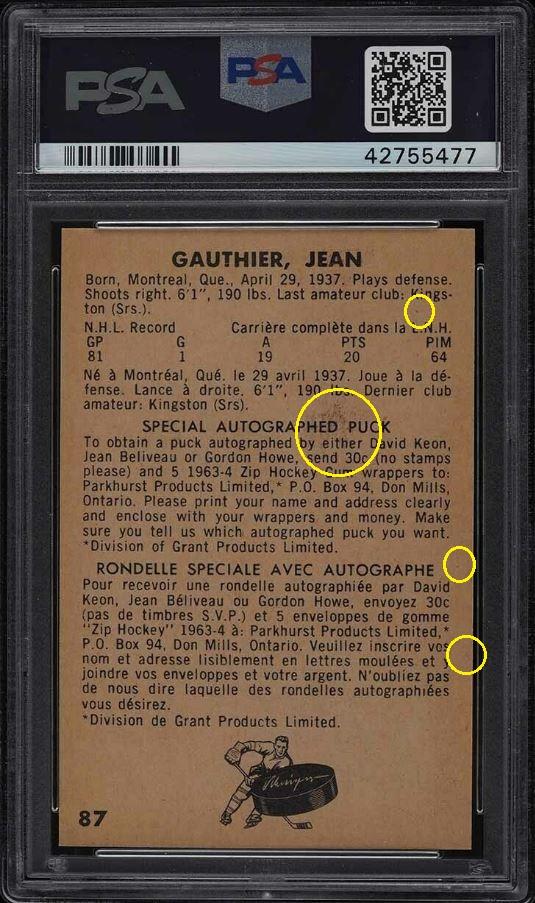 PSA
PSA
42755477
GAUTHIER, JEAN
Born, Montreal, Que., April 29, 1937. Plays defense.
Shoots right. 6'1", 190 lbs. Last amateur club: Kings-
ton (Srs.).
N.H.L. Record Carrière complète dans la L.N.H.
GP G A PTS PIM
81 1 19 20 64
Né à Montréal, Qué. le 29 avril 1937. Joue à la dé-
fense. Lance à droite. 6'1", 190 lbs. Dernier club
amateur: Kingston (Srs).
SPECIAL AUTOGRAPHED PUCK
To obtain a puck autographed by either David Keon,
Jean Beliveau or Gordon Howe, send 30c (no stamps
please) and 5 1963-4 Zip Hockey Gum wrappers to:
Parkhurst Products Limited,* P.O. Box 94, Don Mills,
Ontario. Please print your name and address clearly
and enclose with your wrappers and money. Make
sure you tell us which autographed puck you want.
*Division of Grant Products Limited.
RONDELLE SPECIALE AVEC AUTOGRAPHE
Pour recevoir une rondelle autographiée par David
Keon, Jean Béliveau ou Gordon Howe, envoyez 30c
(pas de timbres S.V.P.) et 5 enveloppes de gomme
"Zip Hockey" 1963-4 à: Parkhurst Products Limited,*
P.O. Box 94, Don Mills, Ontario. Veuillez inscrire vos
nom et adresse lisiblement en lettres moulées et y
joindre vos enveloppes et votre argent. N'oubliez pas
de nous dire laquelle des rondelles autographiées
vous désirez.
*Division de Grant Products Limited.
87